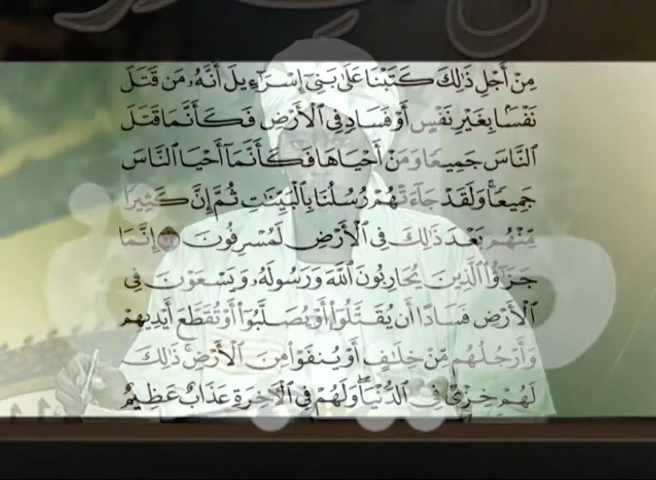 مِنْ أَجْلِ ذَٰلِكَ كَتَبْنَا عَلَىٰ بَنِىٓ إِسْرَٰٓءِيلَ أَنَّهُۥ مَن قَتَلَ
نَفْسًۢا بِغَيْرِ نَفْسٍ أَوْ فَسَادٍ فِى ٱلْأَرْضِ فَكَأَنَّمَا قَتَلَ
ٱلنَّاسَ جَمِيعًا وَمَنْ أَحْيَاهَا فَكَأَنَّمَآ أَحْيَا ٱلنَّاسَ
جَمِيعًا ۚ وَلَقَدْ جَآءَتْهُمْ رُسُلُنَا بِٱلْبَيِّنَٰتِ ثُمَّ إِنَّ كَثِيرًا
مِّنْهُم بَعْدَ ذَٰلِكَ فِى ٱلْأَرْضِ لَمُسْرِفُونَ ۝ إِنَّمَا
جَزَٰٓؤُا۟ ٱلَّذِينَ يُحَارِبُونَ ٱللَّهَ وَرَسُولَهُۥ وَيَسْعَوْنَ فِى
ٱلْأَرْضِ فَسَادًا أَن يُقَتَّلُوٓا۟ أَوْ يُصَلَّبُوٓا۟ أَوْ تُقَطَّعَ أَيْدِيهِمْ
وَأَرْجُلُهُم مِّنْ خِلَٰفٍ أَوْ يُنفَوْا۟ مِنَ ٱلْأَرْضِ ۚ ذَٰلِكَ
لَهُمْ خِزْىٌ فِى ٱلدُّنْيَا ۖ وَلَهُمْ فِى ٱلْءَاخِرَةِ عَذَابٌ عَظِيمٌ